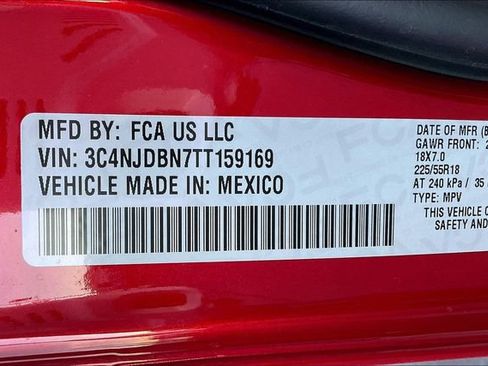 MFD BY: FCA US LLC
VIN: 3C4NJDBN7TT159169
VEHICLE MADE IN: MEXICO
DATE OF MFR
GAWR FRONT:
18X7.0
225/55R18
AT 240 kPa / 35
TYPE: MPV
THIS VEHICLE
SAFETY AND